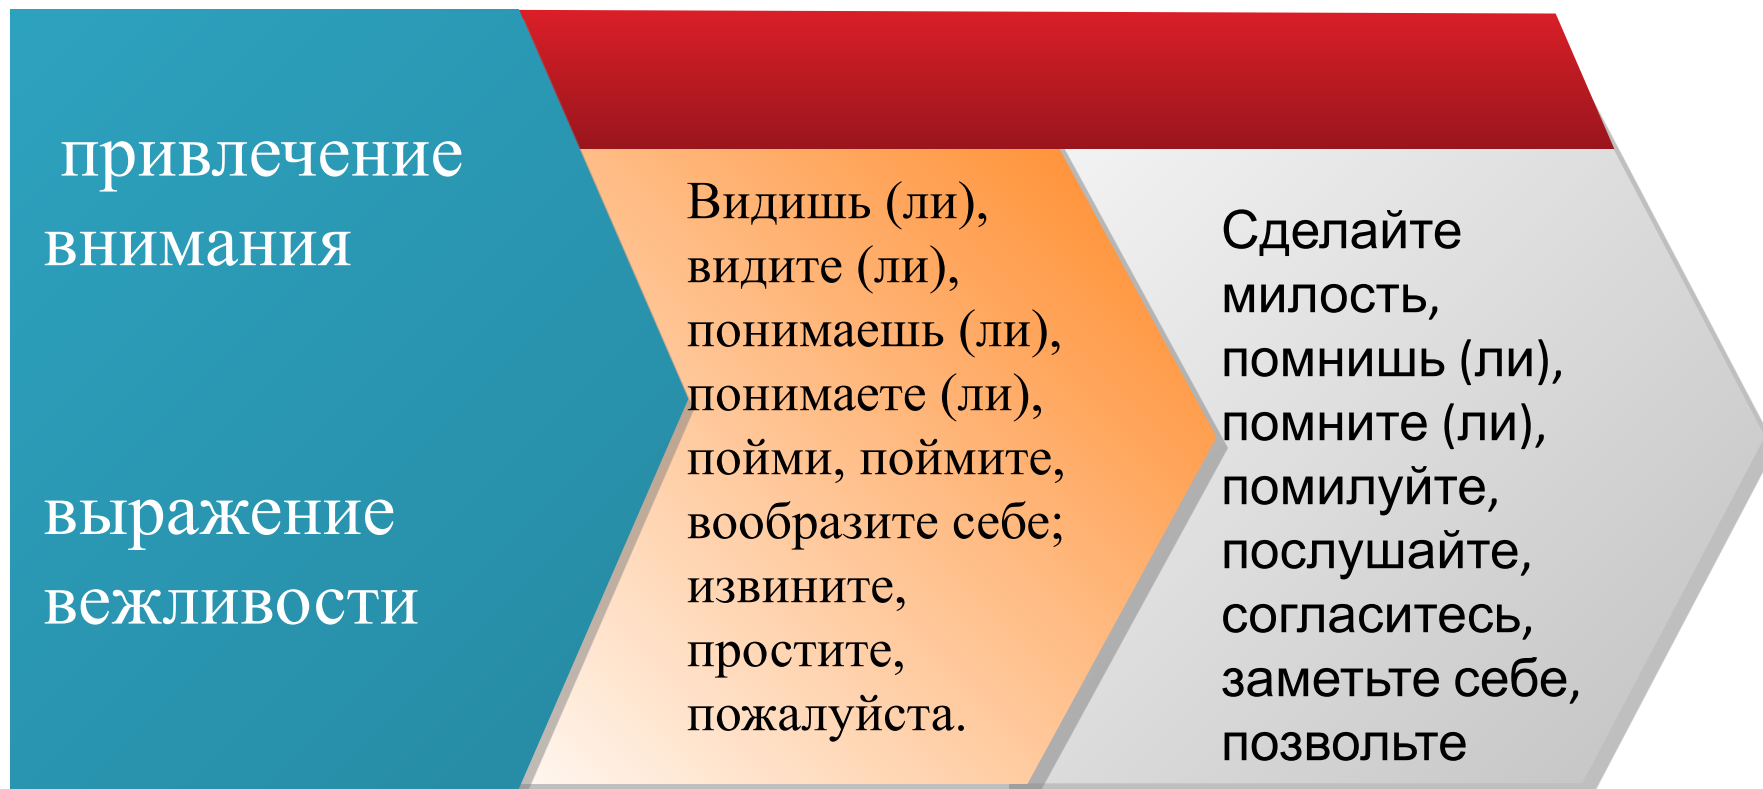 привлечение
внимания
выражение
вежливости
Видишь (ли),
видите (ли),
понимаешь (ли),
понимаете (ли),
пойми, поймите,
вообразите себе;
извините,
простите,
пожалуйста.
Сделайте
милость,
помнишь (ли),
помните (ли),
помилуйте,
послушайте,
согласитесь,
заметьте себе,
позвольте